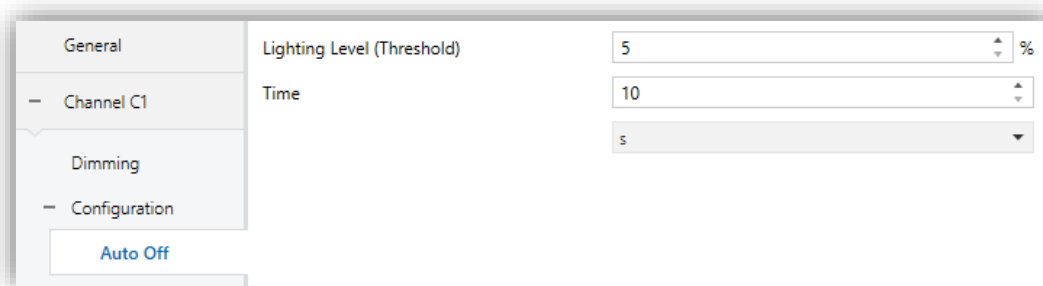 General
Channel C1
Dimming
Configuration
Auto Off
Lighting Level (Threshold) 5 %
Time 10
s